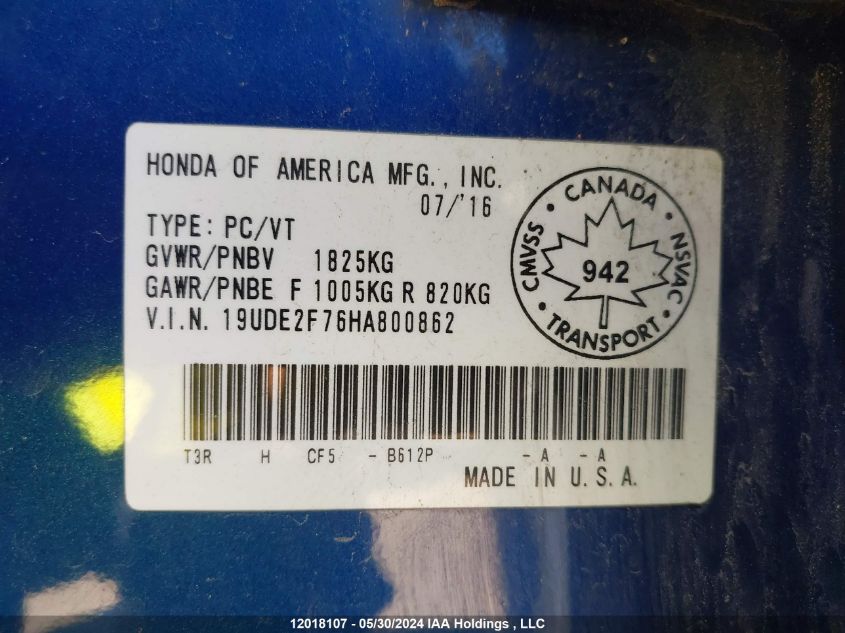 HONDA OF AMERICA MFG., INC.
07/'16
TYPE: PC/VT
GVWR/PNBV 1825KG
GAWR/PNBE F 1005KG R 820KG
V.I.N. 19UDE2F76HA800862
CANADA
CMVSS
NSVAC
942
TRANSPORT
T3R H CF5 - B612P - A - A
MADE IN U.S.A.
12018107 - 05/30/2024 IAA Holdings , LLC